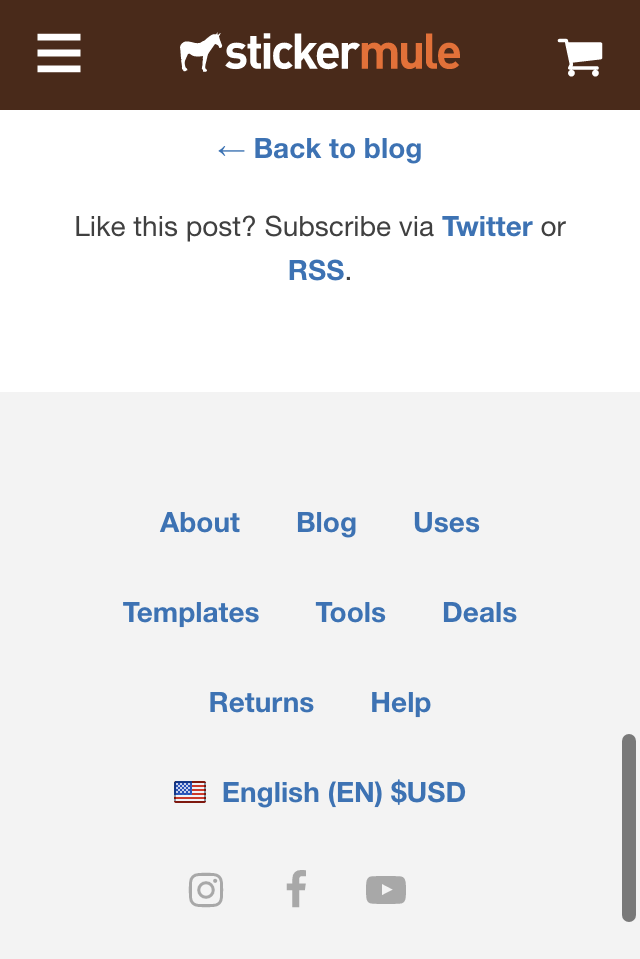 stickermule
← Back to blog
Like this post? Subscribe via Twitter or
RSS.
About Blog Uses
Templates Tools Deals
Returns Help
English (EN) $USD